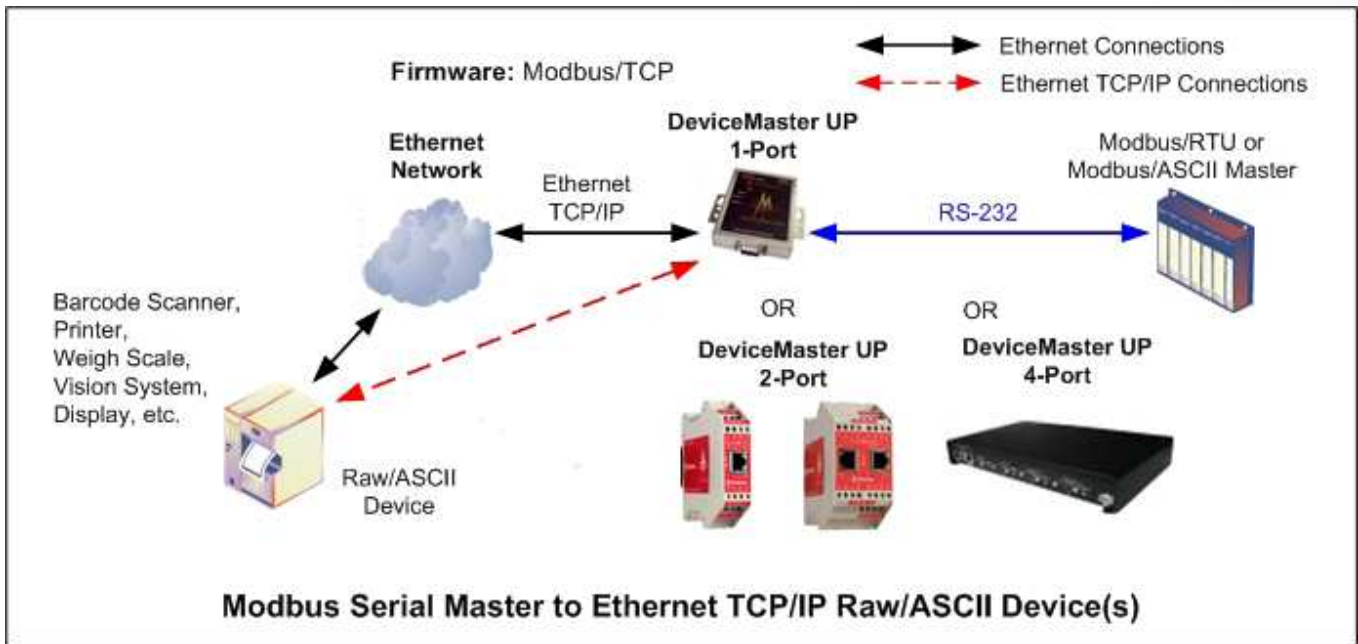 Ethernet Connections
Firmware: Modbus/TCP
Ethernet TCP/IP Connections
DeviceMaster UP
1-Port
Ethernet
Network
Modbus/RTU or
Modbus/ASCII Master
Ethernet
TCP/IP
RS-232
Barcode Scanner,
Printer,
Weigh Scale,
Vision System,
Display, etc.
OR
OR
DeviceMaster UP
2-Port
DeviceMaster UP
4-Port
Raw/ASCII
Device
Modbus Serial Master to Ethernet TCP/IP Raw/ASCII Device(s)